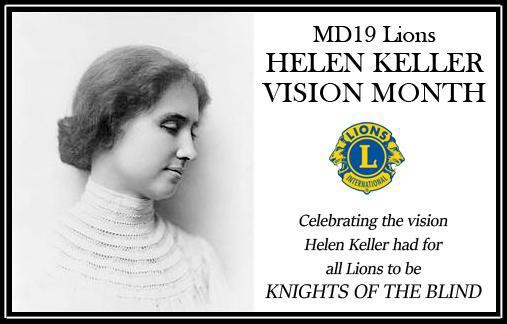 MD19 Lions
HELEN KELLER
VISION MONTH
LIONS
L
INTERNATIONAL
Celebrating the vision
Helen Keller had for
all Lions to be
KNIGHTS OF THE BLIND